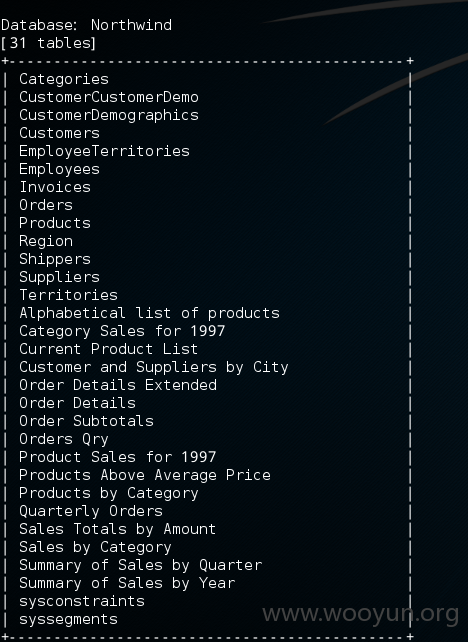 Database: Northwind
[31 tables]
+--------------------------------------------+
| Categories |
| CustomerCustomerDemo |
| CustomerDemographics |
| Customers |
| EmployeeTerritories |
| Employees |
| Invoices |
| Orders |
| Products |
| Region |
| Shippers |
| Suppliers |
| Territories |
| Alphabetical list of products |
| Category Sales for 1997 |
| Current Product List |
| Customer and Suppliers by City |
| Order Details Extended |
| Order Details |
| Order Subtotals |
| Orders Qry |
| Product Sales for 1997 |
| Products Above Average Price |
| Products by Category |
| Quarterly Orders |
| Sales Totals by Amount |
| Sales by Category |
| Summary of Sales by Quarter |
| Summary of Sales by Year |
| sysconstraints |
| syssegments |
+--------------------------------------------+
www.wooyun.org